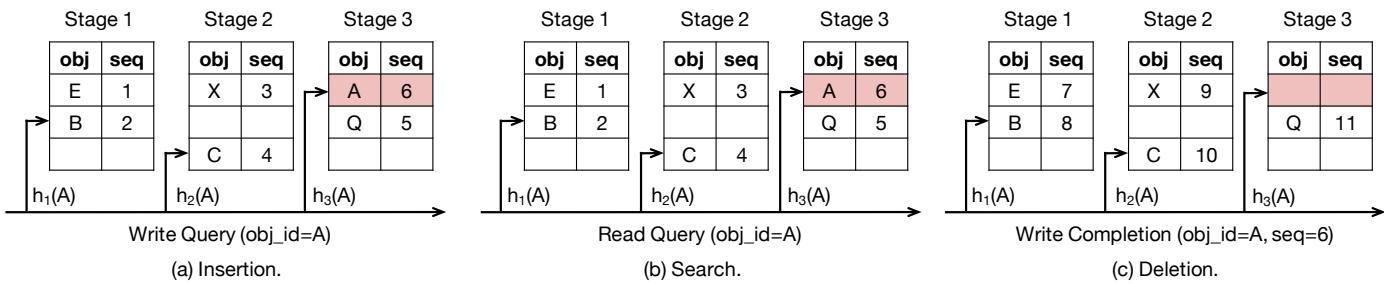 Stage 1 Stage 2 Stage 3
obj seq obj seq obj seq
E 1 X 3 A 6
B 2 Q 5
C 4
h₁(A) h₂(A) h₃(A)
Write Query (obj_id=A)
(a) Insertion.
Stage 1 Stage 2 Stage 3
obj seq obj seq obj seq
E 1 X 3 A 6
B 2 Q 5
C 4
h₁(A) h₂(A) h₃(A)
Read Query (obj_id=A)
(b) Search.
Stage 1 Stage 2 Stage 3
obj seq obj seq obj seq
E 7 X 9
B 8 Q 11
C 10
h₁(A) h₂(A) h₃(A)
Write Completion (obj_id=A, seq=6)
(c) Deletion.